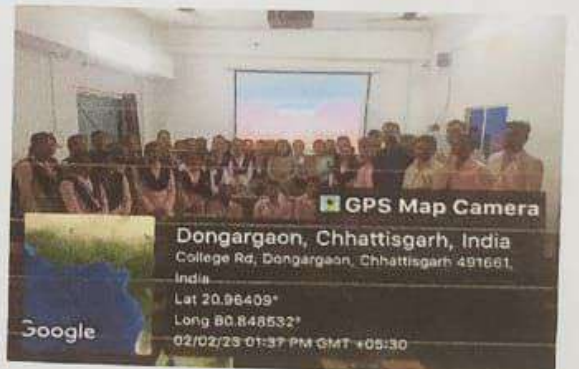 GPS Map Camera
Dongargaon, Chhattisgarh, India
College Rd, Dongargaon, Chhattisgarh 491661,
India
Lat 20.96409°
Long 80.848532°
02/02/23 01:37 PM GMT +05:30
Google